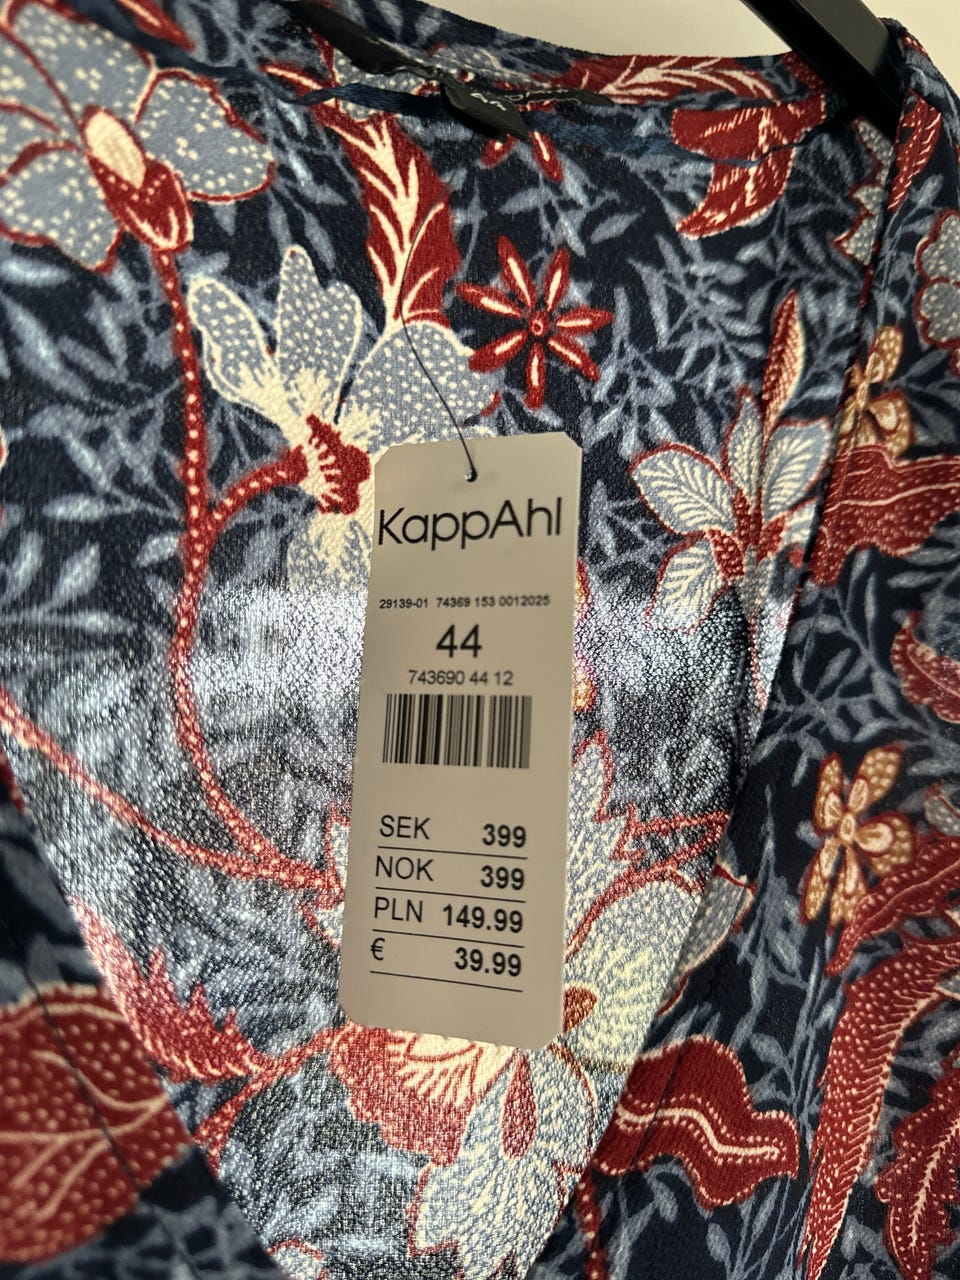 KappAhl
29139-01 74369 153 0012025
44
743690 44 12
SEK 399
NOK 399
PLN 149.99
€ 39.99